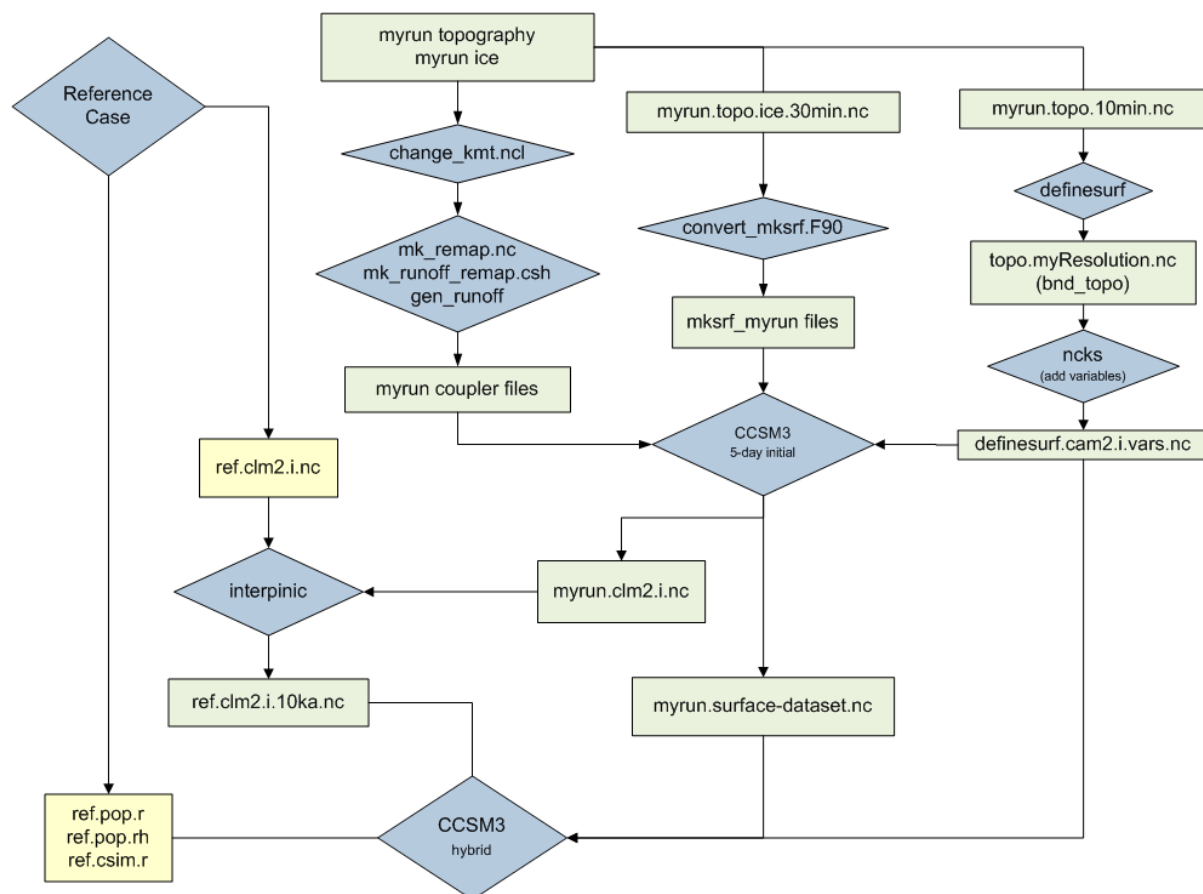 myrun topography
myrun ice
Reference
Case
myrun.topo.ice.30min.nc
myrun.topo.10min.nc
change_kmt.ncl
definesurf
convert_mksrf.F90
mk_remap.nc
mk_runoff_remap.csh
gen_runoff
topo.myResolution.nc
(bnd_topo)
mksrf_myrun files
ncks
(add variables)
myrun coupler files
CCSM3
5-day initial
definesurf.cam2.i.vars.nc
ref.clm2.i.nc
interpinic
myrun.clm2.i.nc
ref.clm2.i.10ka.nc
myrun.surface-dataset.nc
ref.pop.r
ref.pop.rh
ref.csim.r
CCSM3
hybrid